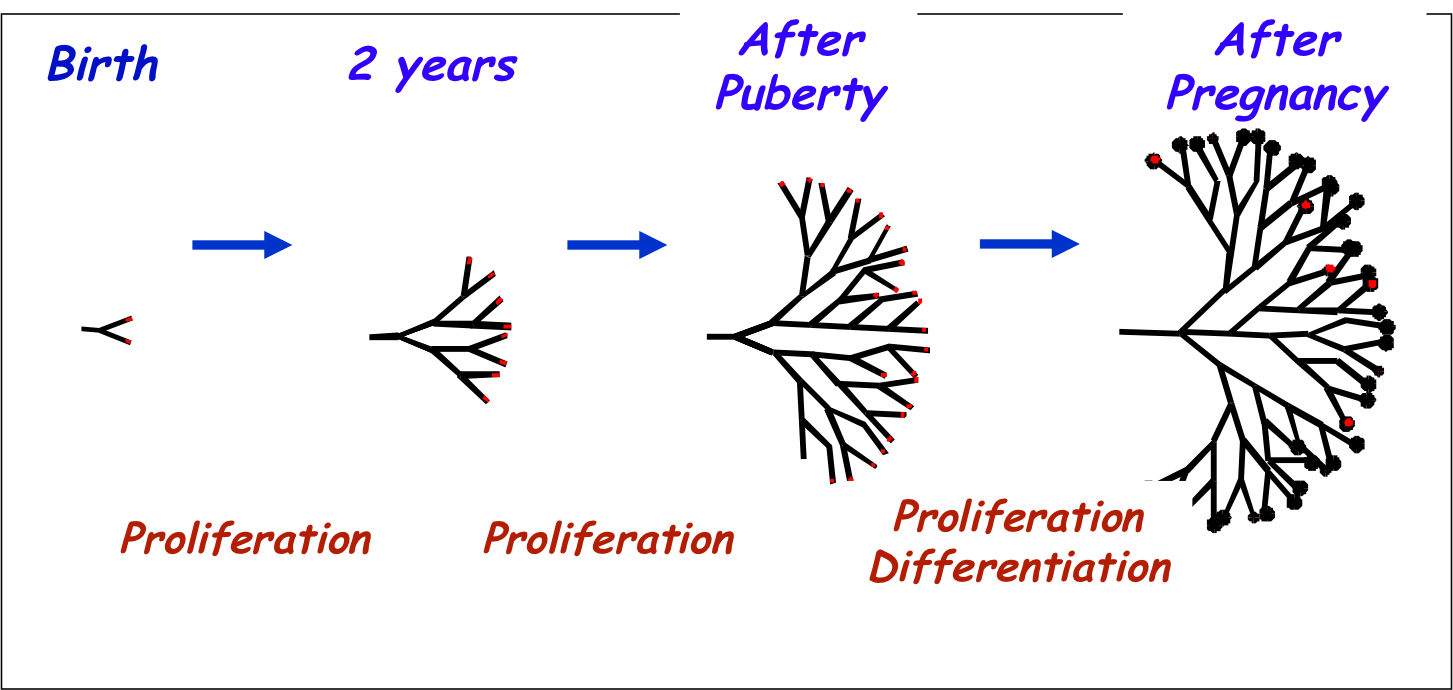 Birth
2 years
After
Puberty
After
Pregnancy
Proliferation
Proliferation
Proliferation
Differentiation